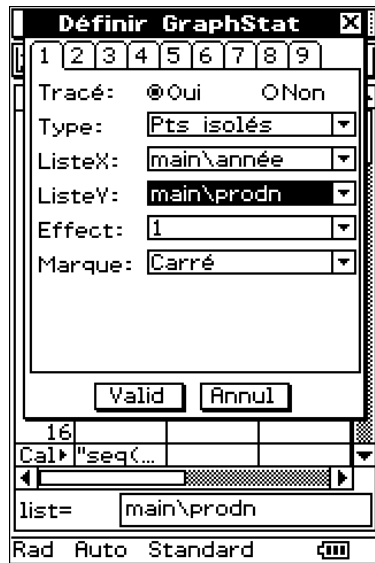 Définir GraphStat
1 2 3 4 5 6 7 8 9
Tracé: Oui Non
Type: Pts isolés
ListeX: main\année
ListeY: main\prodn
Effect: 1
Marque: Carré
Valid Annul
16
Cal "seq(...
list= main\prodn
Rad Auto Standard